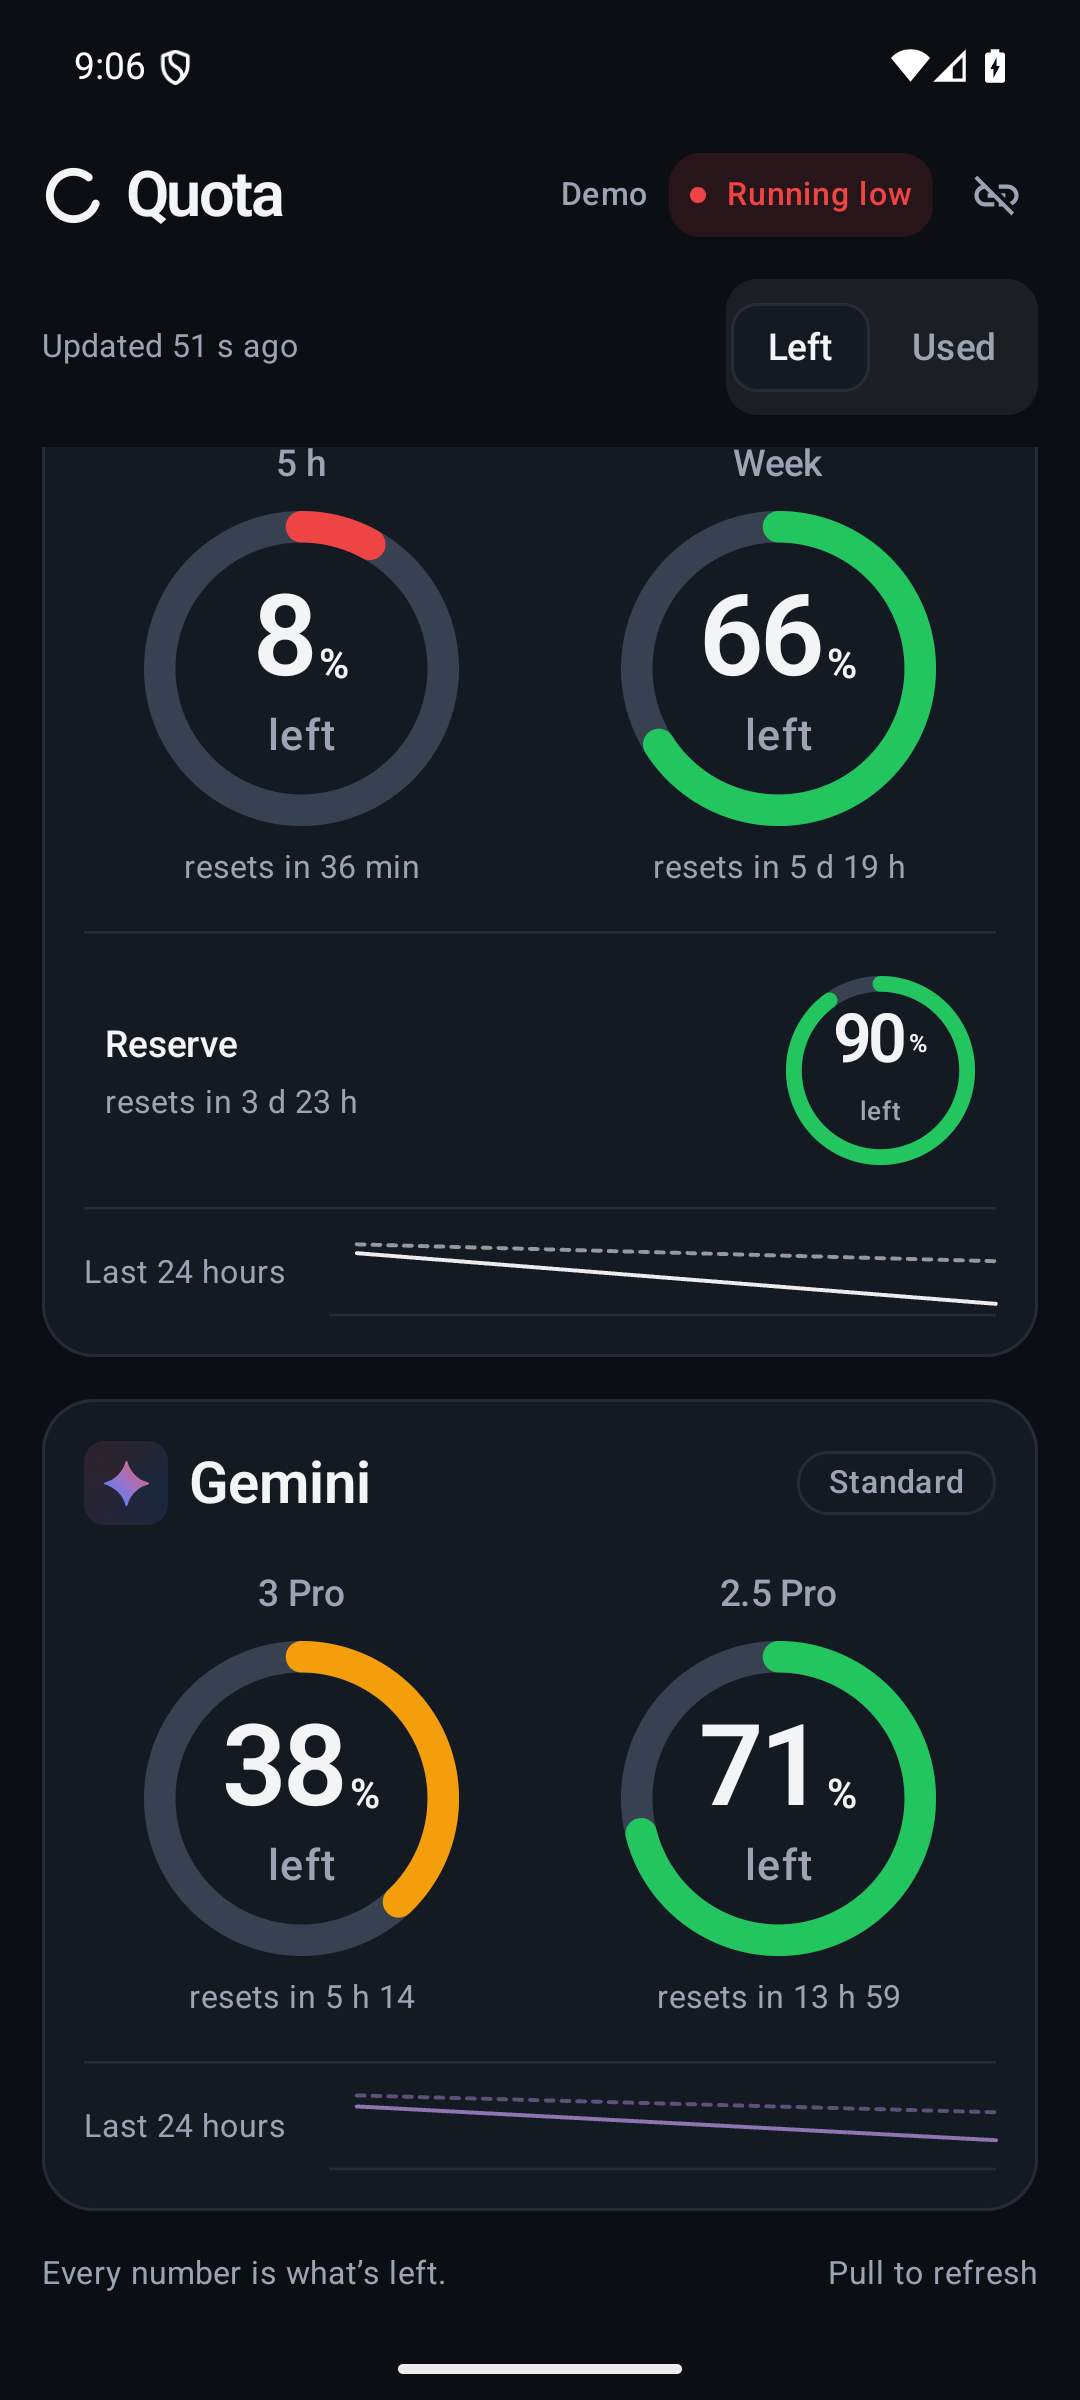 9:06
Quota
Demo
Running low
Updated 51 s ago
Left
Used
5 h
Week
8%
left
66%
left
resets in 36 min
resets in 5 d 19 h
Reserve
resets in 3 d 23 h
90%
left
Last 24 hours
Gemini
Standard
3 Pro
2.5 Pro
38%
left
71%
left
resets in 5 h 14
resets in 13 h 59
Last 24 hours
Every number is what’s left.
Pull to refresh